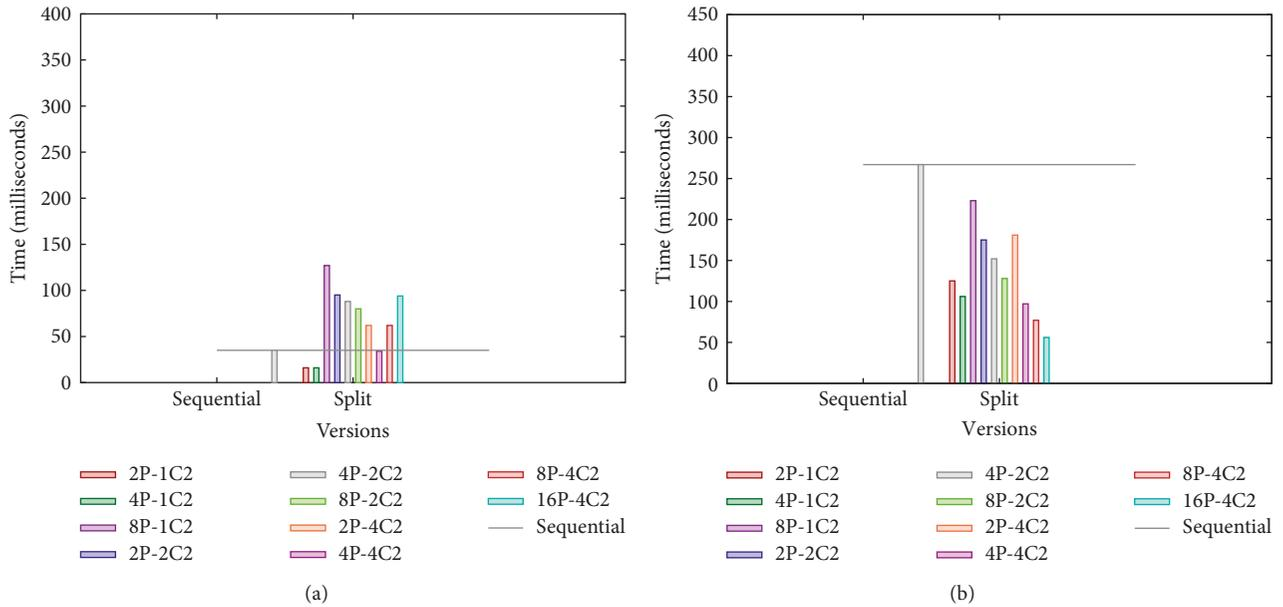 400
350
300
250
200
150
100
50
0
Time (milliseconds)
Sequential Split
Versions
2P-1C2 4P-2C2 8P-4C2
4P-1C2 8P-2C2 16P-4C2
8P-1C2 2P-4C2 Sequential
2P-2C2 4P-4C2
(a)
450
400
350
300
250
200
150
100
50
0
Time (milliseconds)
Sequential Split
Versions
2P-1C2 4P-2C2 8P-4C2
4P-1C2 8P-2C2 16P-4C2
8P-1C2 2P-4C2 Sequential
2P-2C2 4P-4C2
(b)